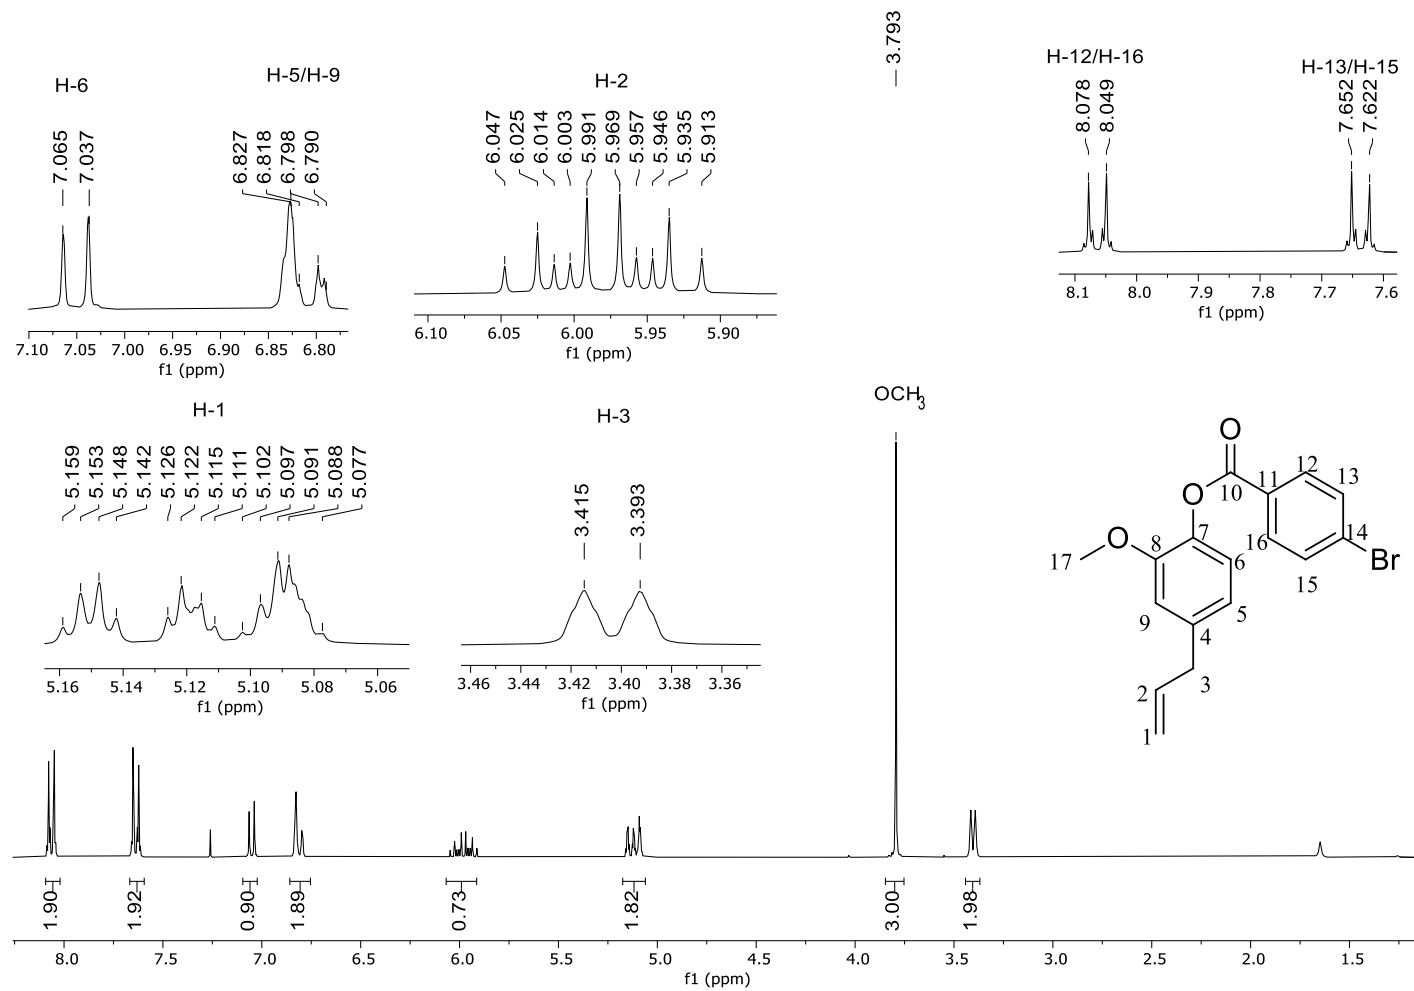 3.793
H-6
7.065
7.037
7.10 7.05 7.00 6.95 6.90 6.85 6.80
f1 (ppm)
H-5/H-9
6.827
6.818
6.798
6.790
H-2
6.047
6.025
6.014
6.003
5.991
5.969
5.957
5.946
5.935
5.913
6.10 6.05 6.00 5.95 5.90
f1 (ppm)
H-12/H-16
8.078
8.049
H-13/H-15
7.652
7.622
8.1 8.0 7.9 7.8 7.7 7.6
f1 (ppm)
H-1
5.159
5.153
5.148
5.142
5.126
5.122
5.115
5.111
5.102
5.097
5.091
5.088
5.077
5.16 5.14 5.12 5.10 5.08 5.06
f1 (ppm)
H-3
3.415
3.393
3.46 3.44 3.42 3.40 3.38 3.36
f1 (ppm)
OCH3
O
12
13
10
11
O
14
17
O
8
7
16
Br
6
15
9
5
4
2
3
1
1.90
1.92
0.90
1.89
0.73
1.82
3.00
1.98
8.0 7.5 7.0 6.5 6.0 5.5 5.0 4.5 4.0 3.5 3.0 2.5 2.0 1.5
f1 (ppm)